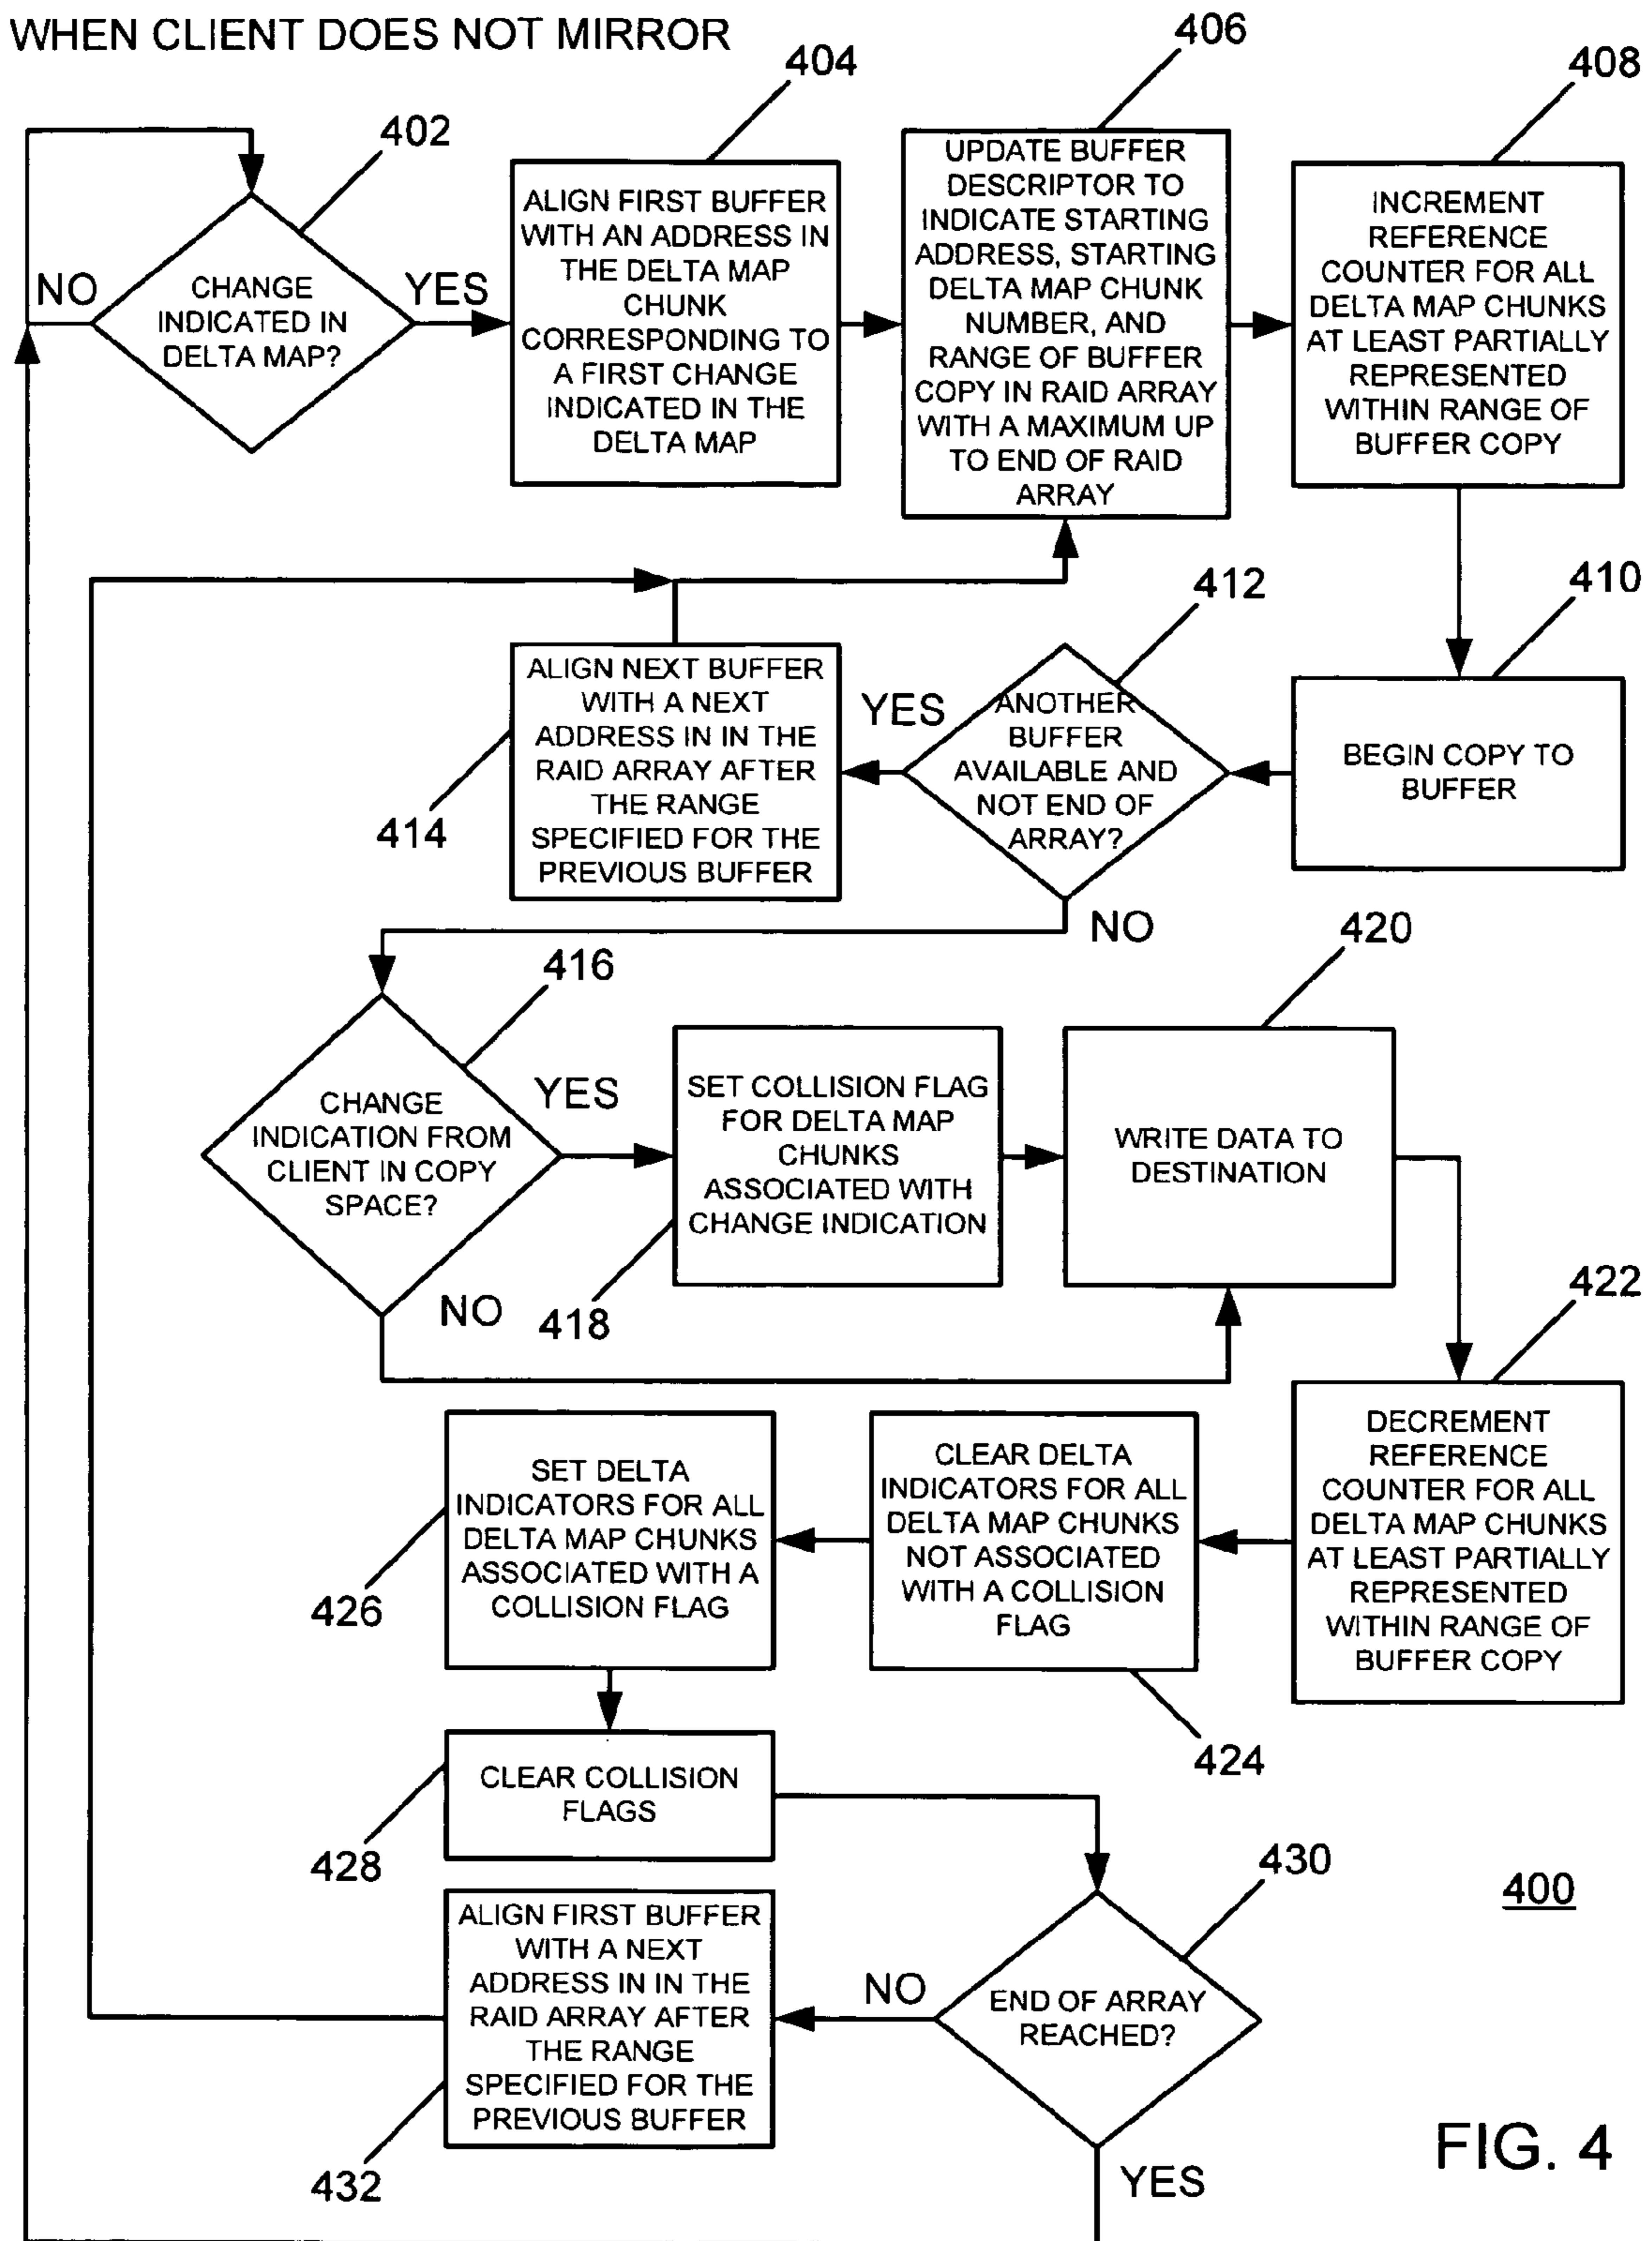 WHEN CLIENT DOES NOT MIRROR
402
CHANGE
INDICATED IN
DELTA MAP?
NO
YES
404
ALIGN FIRST BUFFER
WITH AN ADDRESS IN
THE DELTA MAP
CHUNK
CORRESPONDING TO
A FIRST CHANGE
INDICATED IN THE
DELTA MAP
406
UPDATE BUFFER
DESCRIPTOR TO
INDICATE STARTING
ADDRESS, STARTING
DELTA MAP CHUNK
NUMBER, AND
RANGE OF BUFFER
COPY IN RAID ARRAY
WITH A MAXIMUM UP
TO END OF RAID
ARRAY
408
INCREMENT
REFERENCE
COUNTER FOR ALL
DELTA MAP CHUNKS
AT LEAST PARTIALLY
REPRESENTED
WITHIN RANGE OF
BUFFER COPY
410
BEGIN COPY TO
BUFFER
412
ANOTHER
BUFFER
AVAILABLE AND
NOT END OF
ARRAY?
YES
NO
414
ALIGN NEXT BUFFER
WITH A NEXT
ADDRESS IN IN THE
RAID ARRAY AFTER
THE RANGE
SPECIFIED FOR THE
PREVIOUS BUFFER
416
CHANGE
INDICATION FROM
CLIENT IN COPY
SPACE?
YES
NO
418
SET COLLISION FLAG
FOR DELTA MAP
CHUNKS
ASSOCIATED WITH
CHANGE INDICATION
420
WRITE DATA TO
DESTINATION
422
DECREMENT
REFERENCE
COUNTER FOR ALL
DELTA MAP CHUNKS
AT LEAST PARTIALLY
REPRESENTED
WITHIN RANGE OF
BUFFER COPY
424
CLEAR DELTA
INDICATORS FOR ALL
DELTA MAP CHUNKS
NOT ASSOCIATED
WITH A COLLISION
FLAG
426
SET DELTA
INDICATORS FOR ALL
DELTA MAP CHUNKS
ASSOCIATED WITH A
COLLISION FLAG
428
CLEAR COLLISION
FLAGS
430
END OF ARRAY
REACHED?
NO
YES
432
ALIGN FIRST BUFFER
WITH A NEXT
ADDRESS IN IN THE
RAID ARRAY AFTER
THE RANGE
SPECIFIED FOR THE
PREVIOUS BUFFER
400
FIG. 4